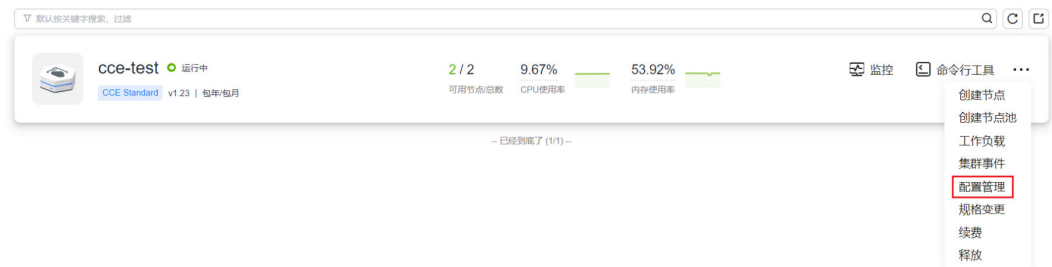 默认按关键字搜索、过滤
cce-test 运行中
CCE Standard v1.23 | 包年/包月
2 / 2
可用节点/总数
9.67%
CPU使用率
53.92%
内存使用率
监控
命令行工具
创建节点
创建节点池
工作负载
集群事件
配置管理
规格变更
续费
释放
-- 已经到底了 (1/1) --